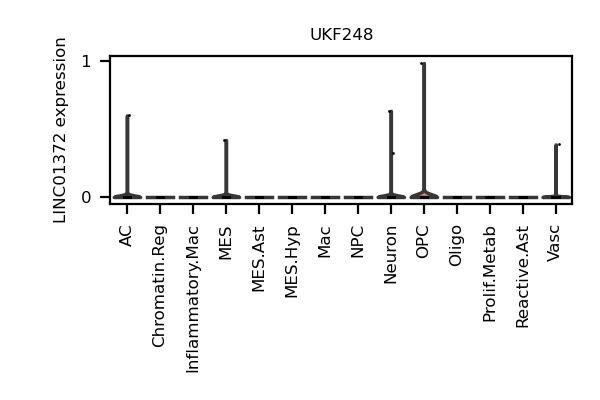 UKF248
LINC01372 expression
1
0
AC
Chromatin.Reg
Inflammatory.Mac
MES
MES.Ast
MES.Hyp
Mac
NPC
Neuron
OPC
Oligo
Prolif.Metab
Reactive.Ast
Vasc